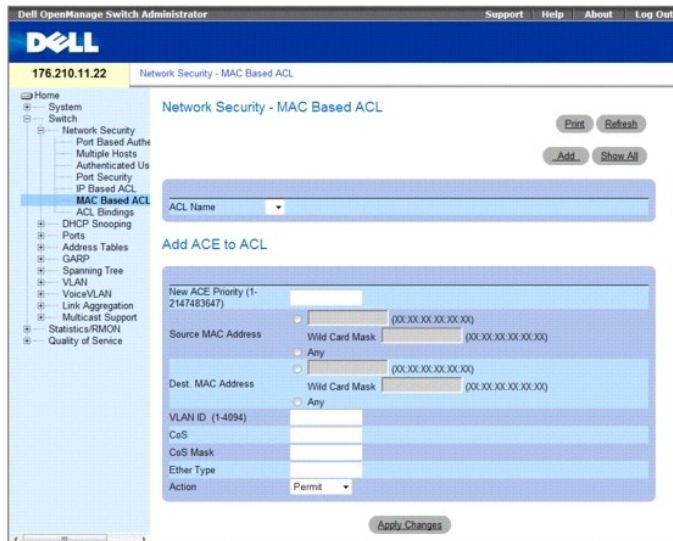 Dell OpenManage Switch Administrator
Support Help About Log Out
DELL
176.210.11.22
Network Security - MAC Based ACL
Home
System
Switch
Network Security
Port Based Authe
Multiple Hosts
Authenticated Us
Port Security
IP Based ACL
MAC Based ACL
ACL Bindings
DHCP Snooping
Ports
Address Tables
GARP
Spanning Tree
VLAN
VoiceVLAN
Link Aggregation
Multicast Support
Statistics/RMON
Quality of Service
Network Security - MAC Based ACL
Print Refresh
Add Show All
ACL Name
Add ACE to ACL
New ACE Priority (1-
2147483647)
Source MAC Address
(XX:XX:XX:XX:XX:XX)
Wild Card Mask (XX:XX:XX:XX:XX:XX)
Any
Dest. MAC Address
(XX:XX:XX:XX:XX:XX)
Wild Card Mask (XX:XX:XX:XX:XX:XX)
Any
VLAN ID (1-4094)
CoS
CoS Mask
Ether Type
Action Permit
Apply Changes